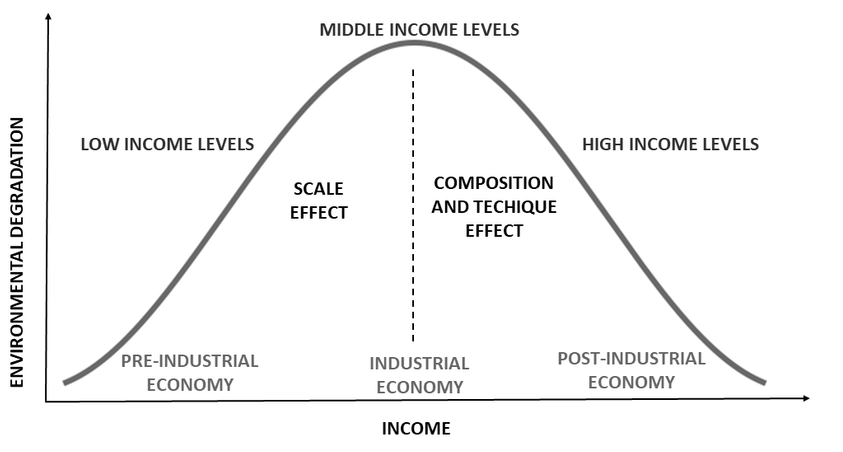 MIDDLE INCOME LEVELS
LOW INCOME LEVELS
HIGH INCOME LEVELS
SCALE
EFFECT
COMPOSITION
AND TECHIQUE
EFFECT
ENVIRONMENTAL DEGRADATION
PRE-INDUSTRIAL
ECONOMY
INDUSTRIAL
ECONOMY
POST-INDUSTRIAL
ECONOMY
INCOME